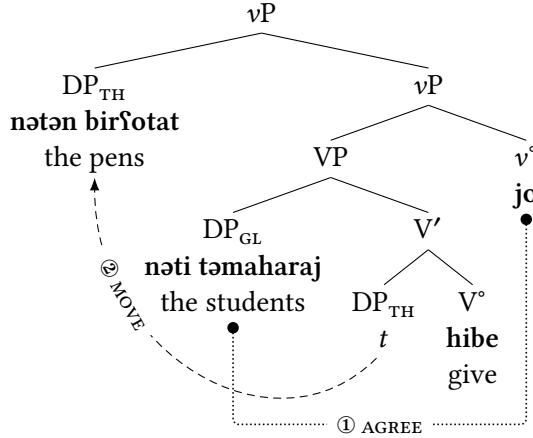 vP
DP_TH
vP
nətən birʕotat
the pens
VP
v°
jo
DP_GL
V′
nəti təmaharaj
the students
DP_TH
V°
t
hibe
give
② MOVE
① AGREE